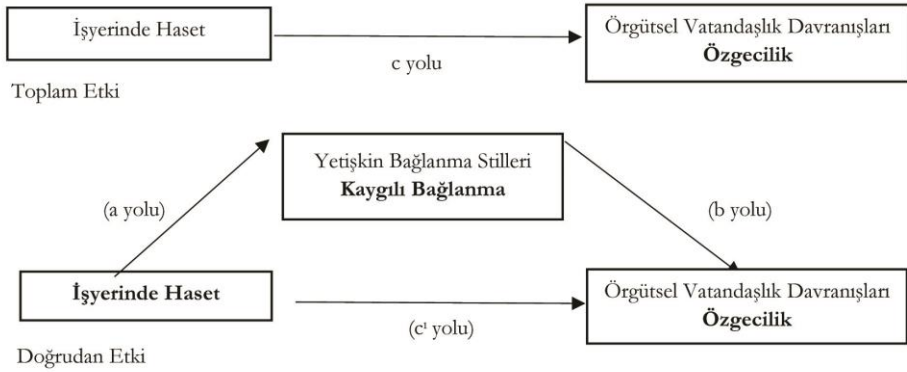 İşyerinde Haset
Örgütsel Vatandaşlık Davranışları
Özgecilik
c yolu
Toplam Etki
Yetişkin Bağlanma Stilleri
Kaygılı Bağlanma
(a yolu)
(b yolu)
İşyerinde Haset
Örgütsel Vatandaşlık Davranışları
Özgecilik
(c¹ yolu)
Doğrudan Etki